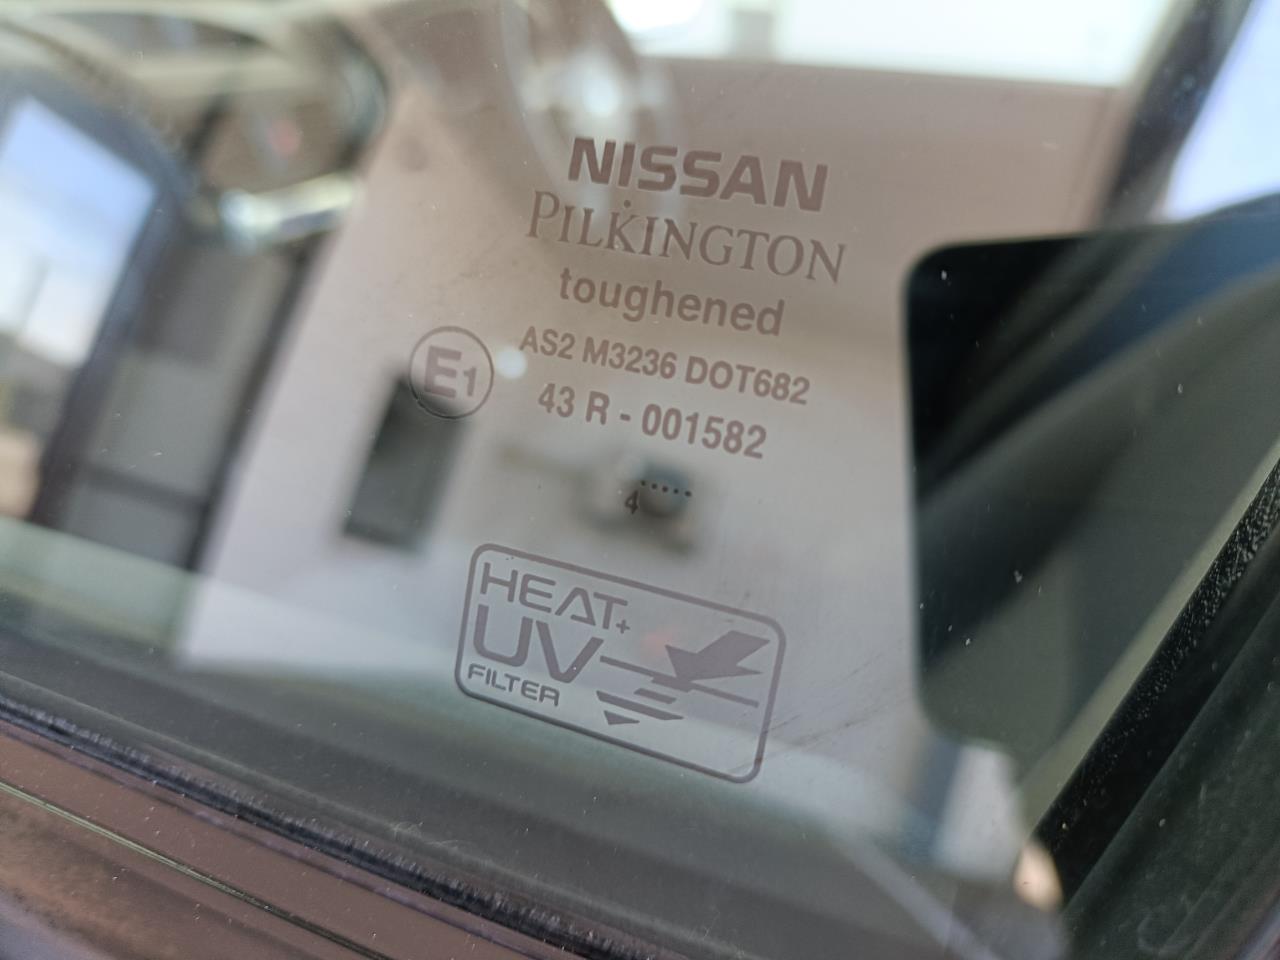 NISSAN
PILKINGTON
toughened
E1
AS2 M3236 DOT682
43 R - 001582
.....
4
HEAT+
UV
FILTER